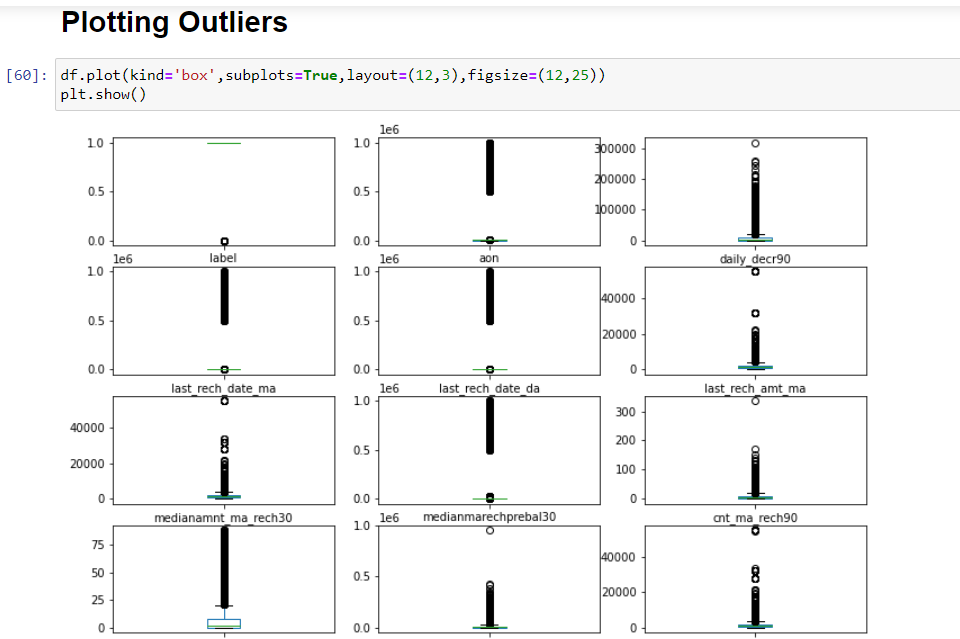 Plotting Outliers
[60]: df.plot(kind='box',subplots=True,layout=(12,3),figsize=(12,25))
plt.show()
1e6
1.0 1.0 300000
0.5 0.5 200000
100000
0.0 0.0 0
label aon daily_decr90
1e6 1e6
1.0 1.0 40000
0.5 0.5 20000
0.0 0.0 0
last_rech_date_ma last_rech_date_da last_rech_amt_ma
1e6
40000 1.0 300
20000 0.5 200
100
0 0.0 0
medianamnt_ma_rech30 medianmarechprebal30 cnt_ma_rech90
1e6
75 1.0 40000
50 0.5 20000
25
0 0.0 0